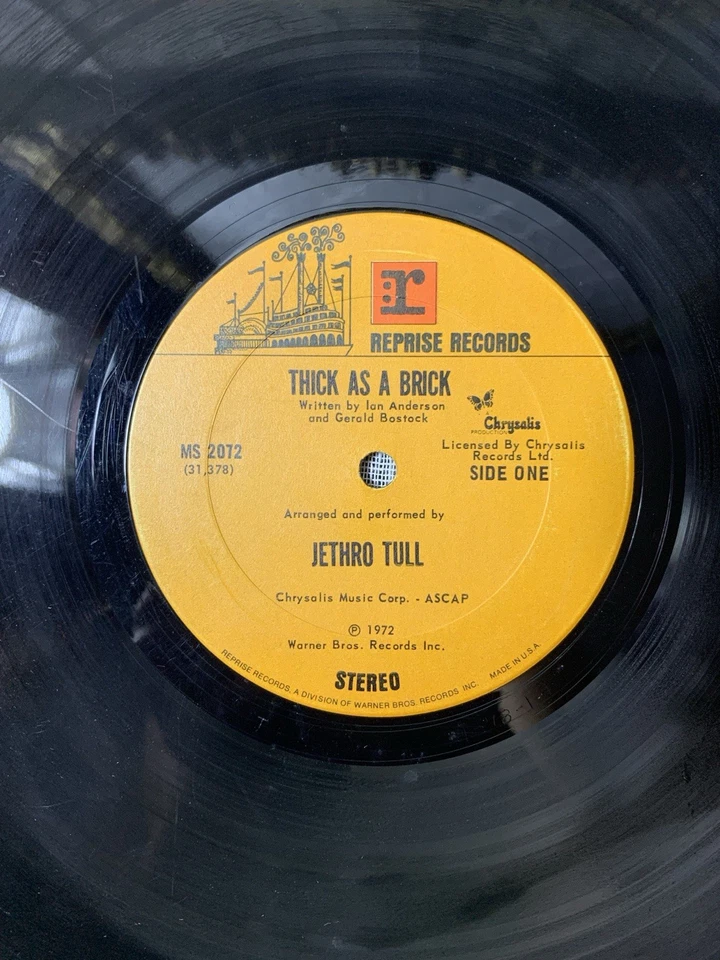 r
REPRISE RECORDS
THICK AS A BRICK
Written by Ian Anderson
and Gerald Bostock
Chrysalis
A
PRODUCTION
MS 2072
(31,378)
Licensed By Chrysalis
Records Ltd.
SIDE ONE
Arranged and performed by
JETHRO TULL
Chrysalis Music Corp. - ASCAP
℗ 1972
Warner Bros. Records Inc.
STEREO
REPRISE RECORDS, A DIVISION OF WARNER BROS. RECORDS INC. MADE IN U.S.A.